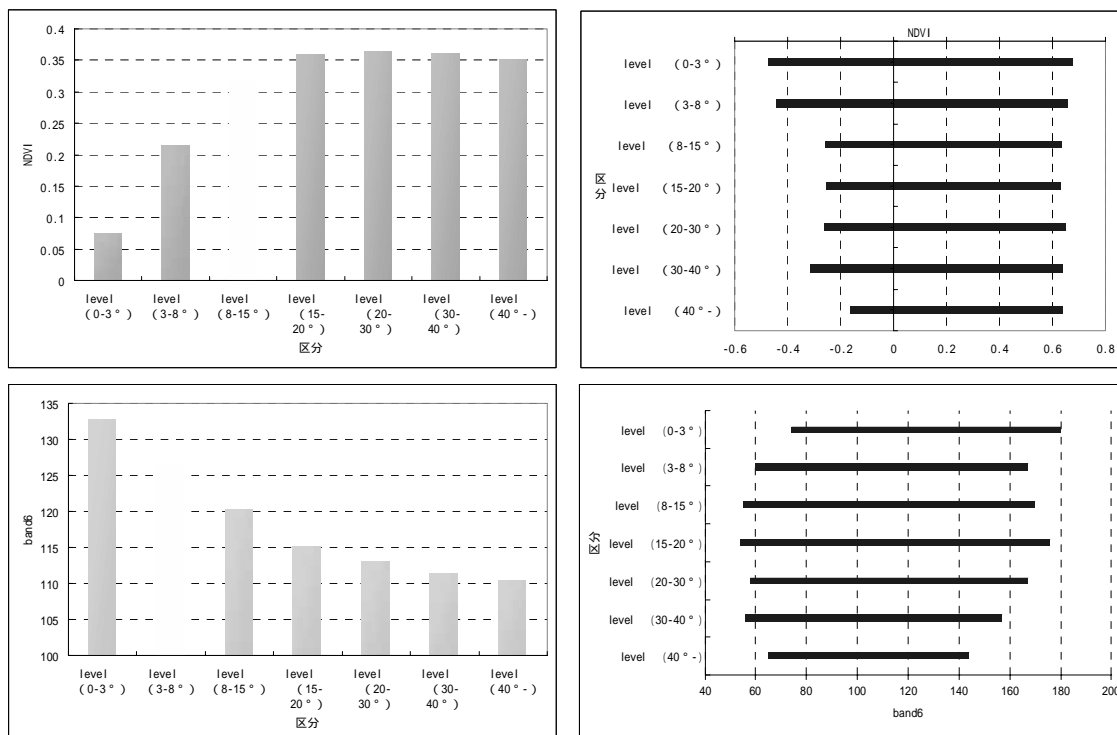 0.4
0.35
0.3
0.25
0.2
0.15
0.1
0.05
0
NDVI
level (0-3°)
level (3-8°)
level (8-15°)
level (15-20°)
level (20-30°)
level (30-40°)
level (40°-)
区分
NDVI
level (0-3°)
level (3-8°)
level (8-15°)
level (15-20°)
level (20-30°)
level (30-40°)
level (40°-)
区分
-0.6 -0.4 -0.2 0 0.2 0.4 0.6 0.8
135
130
125
120
115
110
105
100
band6
level (0-3°)
level (3-8°)
level (8-15°)
level (15-20°)
level (20-30°)
level (30-40°)
level (40°-)
区分
level (0-3°)
level (3-8°)
level (8-15°)
level (15-20°)
level (20-30°)
level (30-40°)
level (40°-)
区分
40 60 80 100 120 140 160 180 200
band6